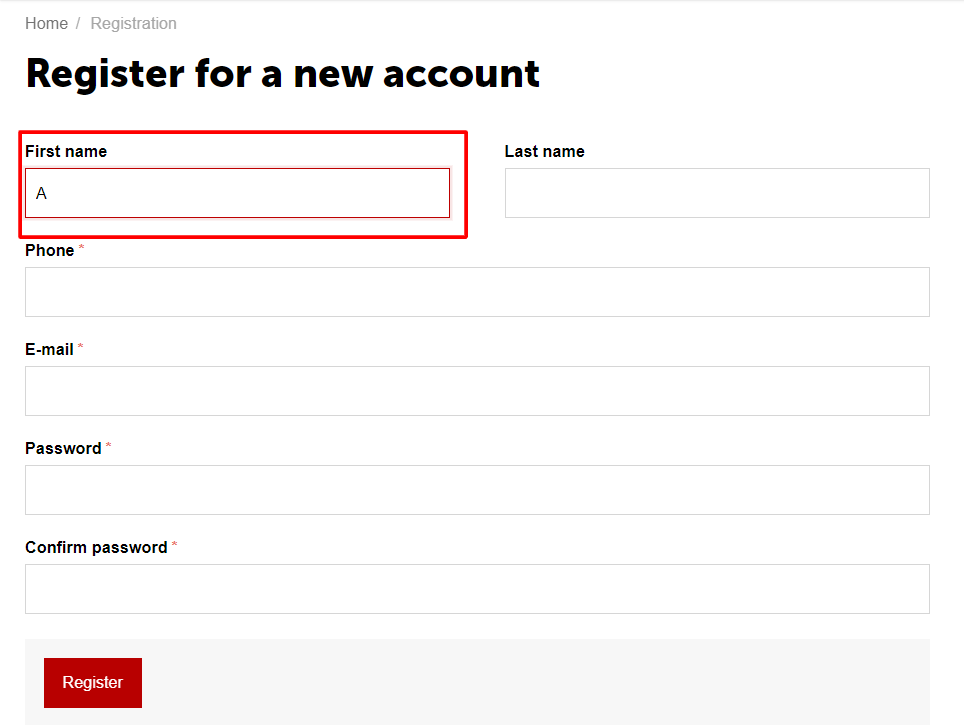 Home / Registration
Register for a new account
First name
Last name
A
Phone *
E-mail *
Password *
Confirm password *
Register